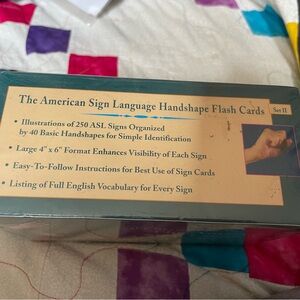 The American Sign Language Handshape Flash Cards Set II
• Illustrations of 250 ASL Signs Organized
by 40 Basic Handshapes for Simple Identification
• Large 4" x 6" Format Enhances Visibility of Each Sign
• Easy-To-Follow Instructions for Best Use of Sign Cards
• Listing of Full English Vocabulary for Every Sign